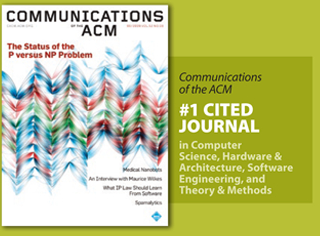 COMMUNICATIONS
OF THE
ACM
The Status of the
P versus NP Problem
Medical Nanobots
An Interview with Maurice Wilkes
What IP Law Should Learn
From Software
Spamalytics
Communications
of the ACM
#1 CITED
JOURNAL
in Computer
Science, Hardware &
Architecture, Software
Engineering, and
Theory & Methods